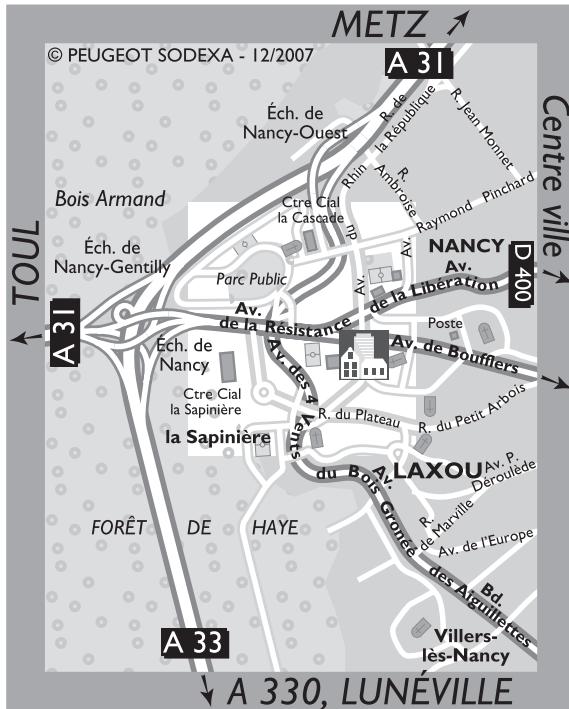 METZ
© PEUGEOT SODEXA - 12/2007
A 31
Centre ville
Éch. de
Nancy-Ouest
R. de
la République
R. Jean Monnet
Rhin
du
Av.
R.
Ambroise
Raymond Pinchard
Av.
Bois Armand
Ctre Cial
la Cascade
TOUL
Éch. de
Nancy-Gentilly
Parc Public
NANCY
D 400
Av.
de la Libération
Av.
de la Résistance
Poste
A 31
Éch. de
Nancy
Av. de Boufflers
Av. des 4 Vents
Ctre Cial
la Sapinière
R. du Plateau
R. du Petit Arbois
la Sapinière
LAXOU
Av. P.
Déroulède
Av.
du Bois Gronée
R.
de Marville
FORÊT DE HAYE
Av. de l'Europe
Bd.
des Aiguillettes
Villers-
lès-Nancy
A 33
A 330, LUNÉVILLE